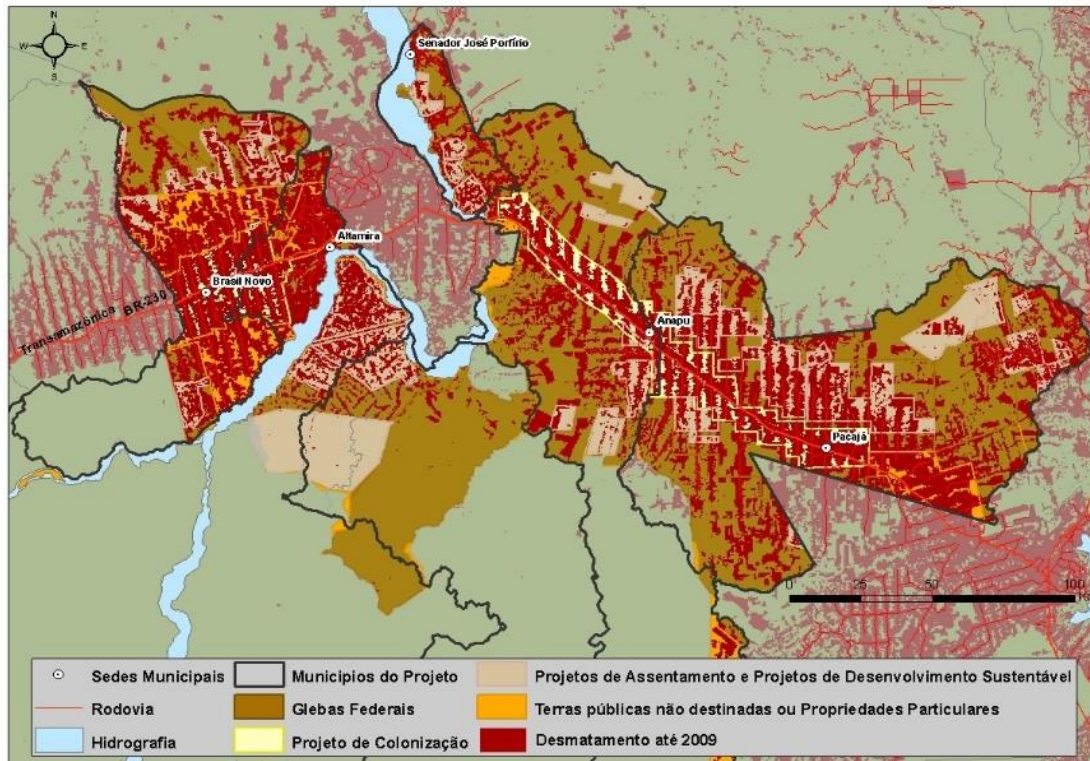 N
W E
S
Senador José Porfírio
Altamira
Brasil Novo
Transamazônica BR-230
Anapu
Pacajá
0 25 50 100
Sedes Municipais
Municipios do Projeto
Projetos de Assentamento e Projetos de Desenvolvimento Sustentável
Rodovia
Glebas Federais
Terras públicas não destinadas ou Propriedades Particulares
Hidrografia
Projeto de Colonização
Desmatamento até 2009